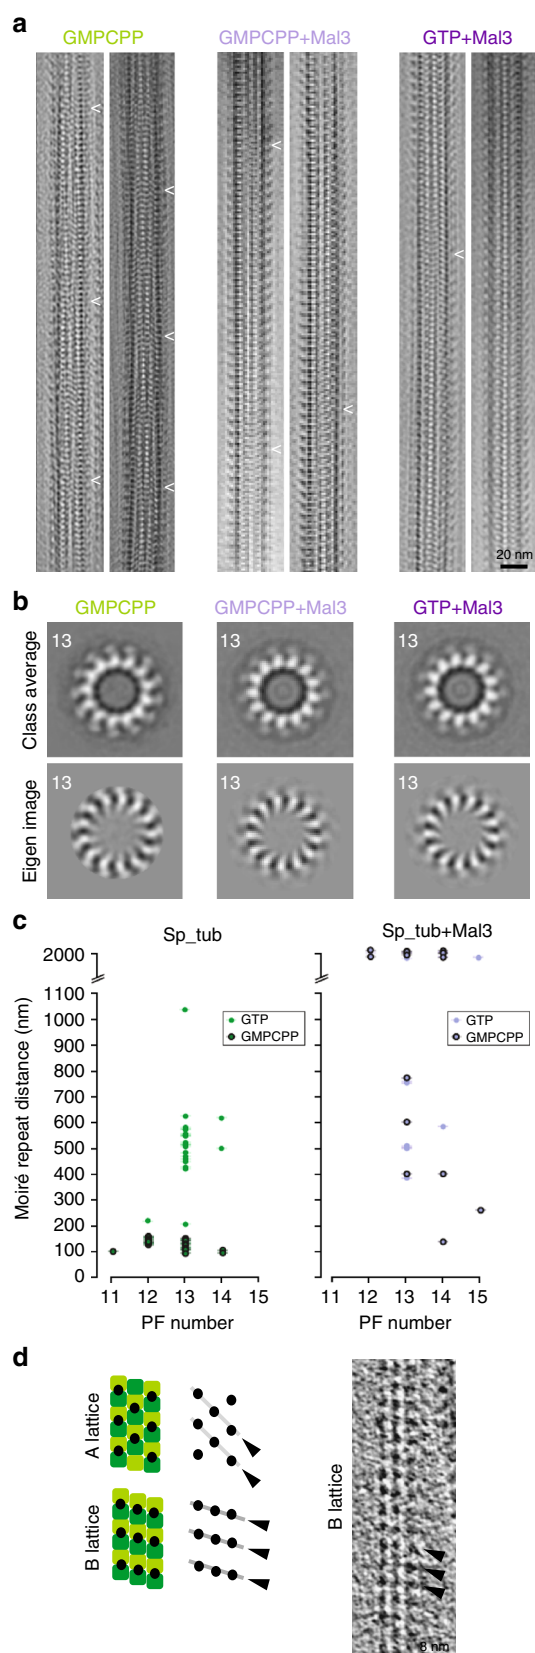 a
GMPCPP GMPCPP+Mal3 GTP+Mal3
<
<
<
<
<
<
<
<
<
<
20 nm
b
GMPCPP GMPCPP+Mal3 GTP+Mal3
Class average
13 13 13
Eigen image
13 13 13
c
Sp_tub Sp_tub+Mal3
Moiré repeat distance (nm)
2000
1100
1000
900
800
700
600
500
400
300
200
100
0
GTP
GMPCPP
GTP
GMPCPP
11 12 13 14 15
11 12 13 14 15
PF number PF number
d
A lattice
B lattice
B lattice
8 nm